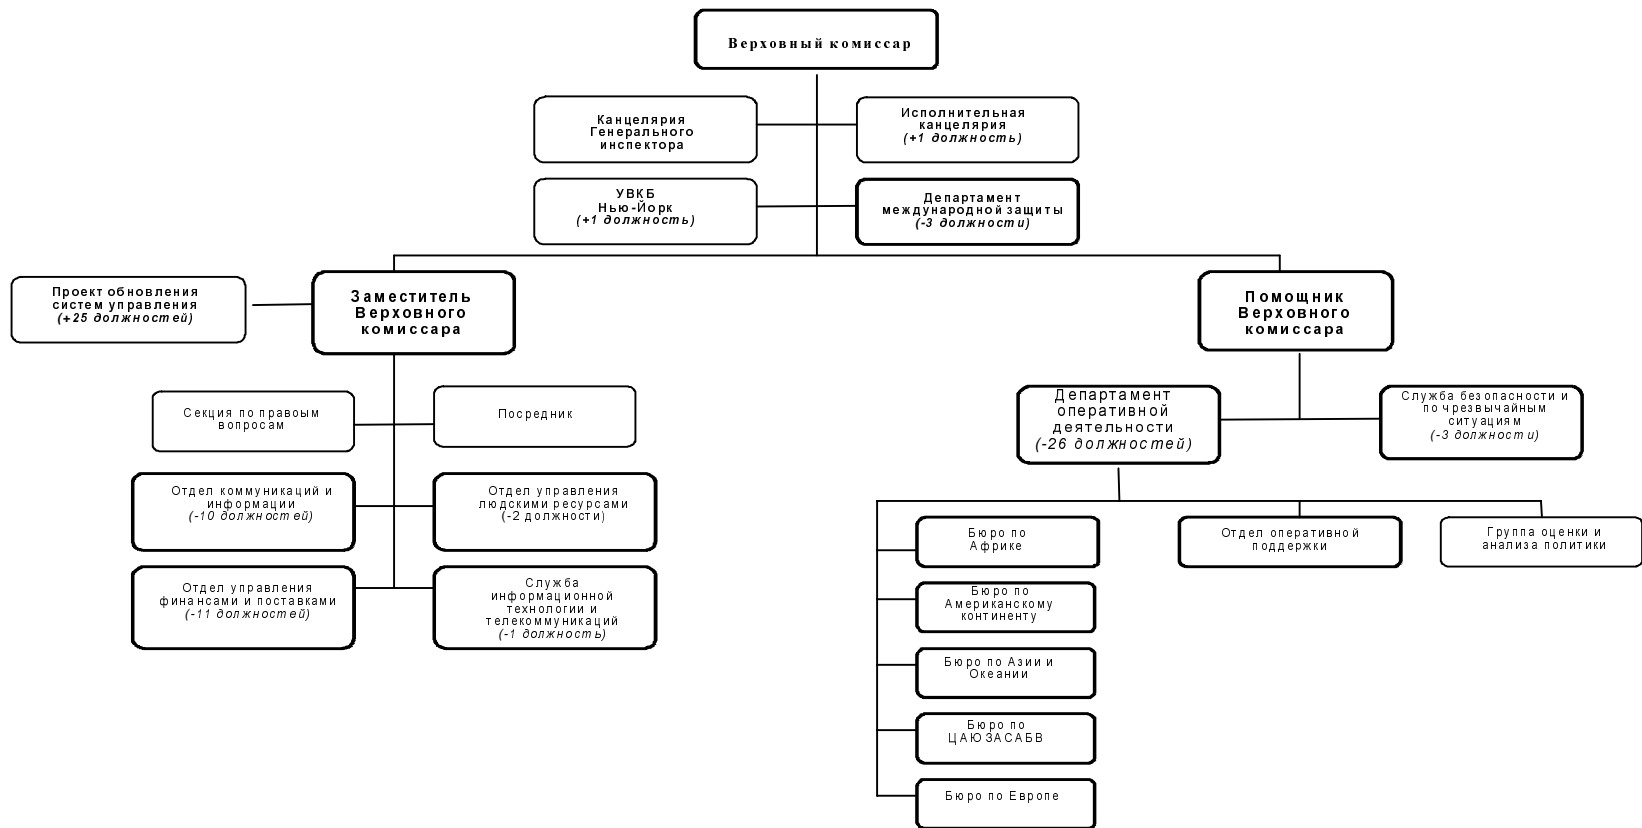 Верховный комиссар
Канцелярия
Генерального
инспектора
Исполнительная
канцелярия
(+1 должность)
УВКБ
Нью-Йорк
(+1 должность)
Департамент
международной защиты
(-3 должности)
Проект обновления
систем управления
(+25 должностей)
Заместитель
Верховного
комиссара
Помощник
Верховного
комиссара
Секция по правоым
вопросам
Посредник
Департамент
оперативной
деятельности
(-26 должностей)
Служба безопасности и
по чрезвычайным
ситуациям
(-3 должности)
Отдел коммуникаций и
информации
(-10 должностей)
Отдел управления
людскими ресурсами
(-2 должности)
Бюро по
Африке
Отдел оперативной
поддержки
Группа оценки и
анализа политики
Отдел управления
финансами и поставками
(-11 должностей)
Служба
информационной
технологии и
телекоммуникаций
(-1 должность)
Бюро по
Американскому
континенту
Бюро по Азии и
Океании
Бюро по
ЦАЮЗАСАБВ
Бюро по Европе